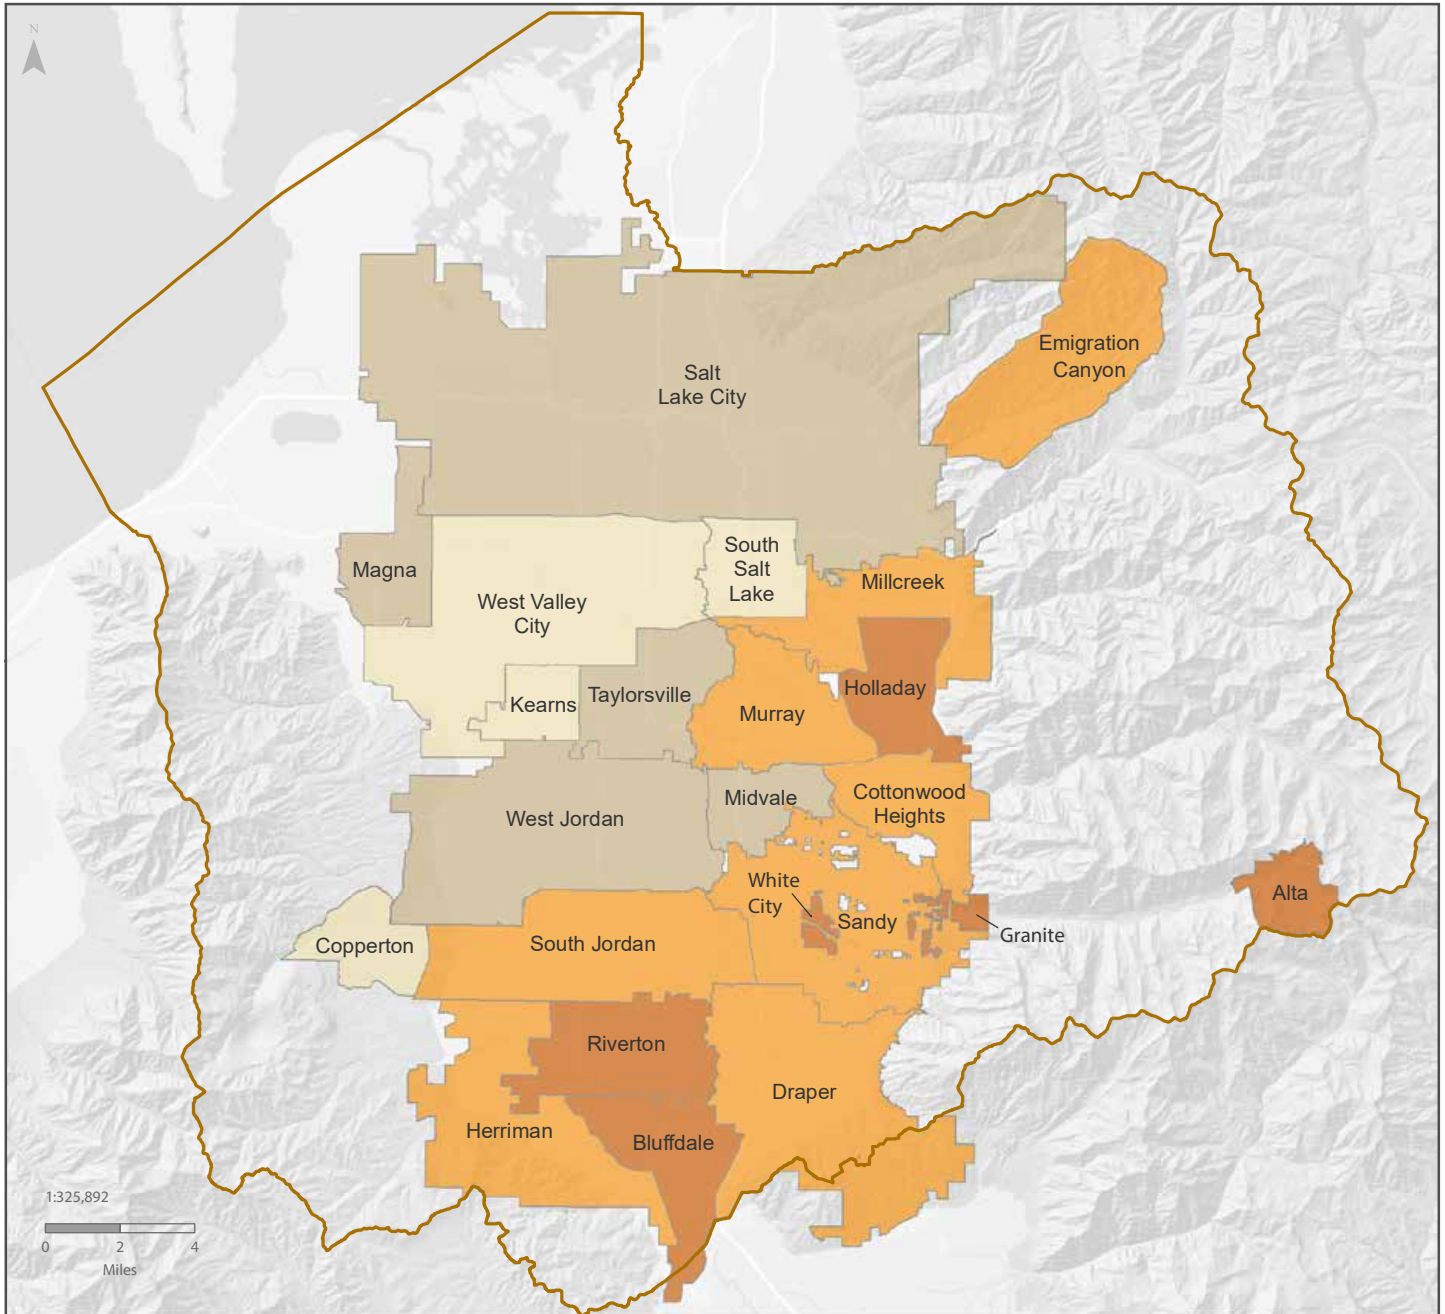 N
Salt
Lake City
Emigration
Canyon
Magna
South
Salt
Lake
Millcreek
West Valley
City
Kearns
Taylorsville
Holladay
Murray
Midvale
Cottonwood
Heights
West Jordan
White
City
Sandy
Alta
Granite
Copperton
South Jordan
Riverton
Draper
Herriman
Bluffdale
1:325,892
0 2 4
Miles